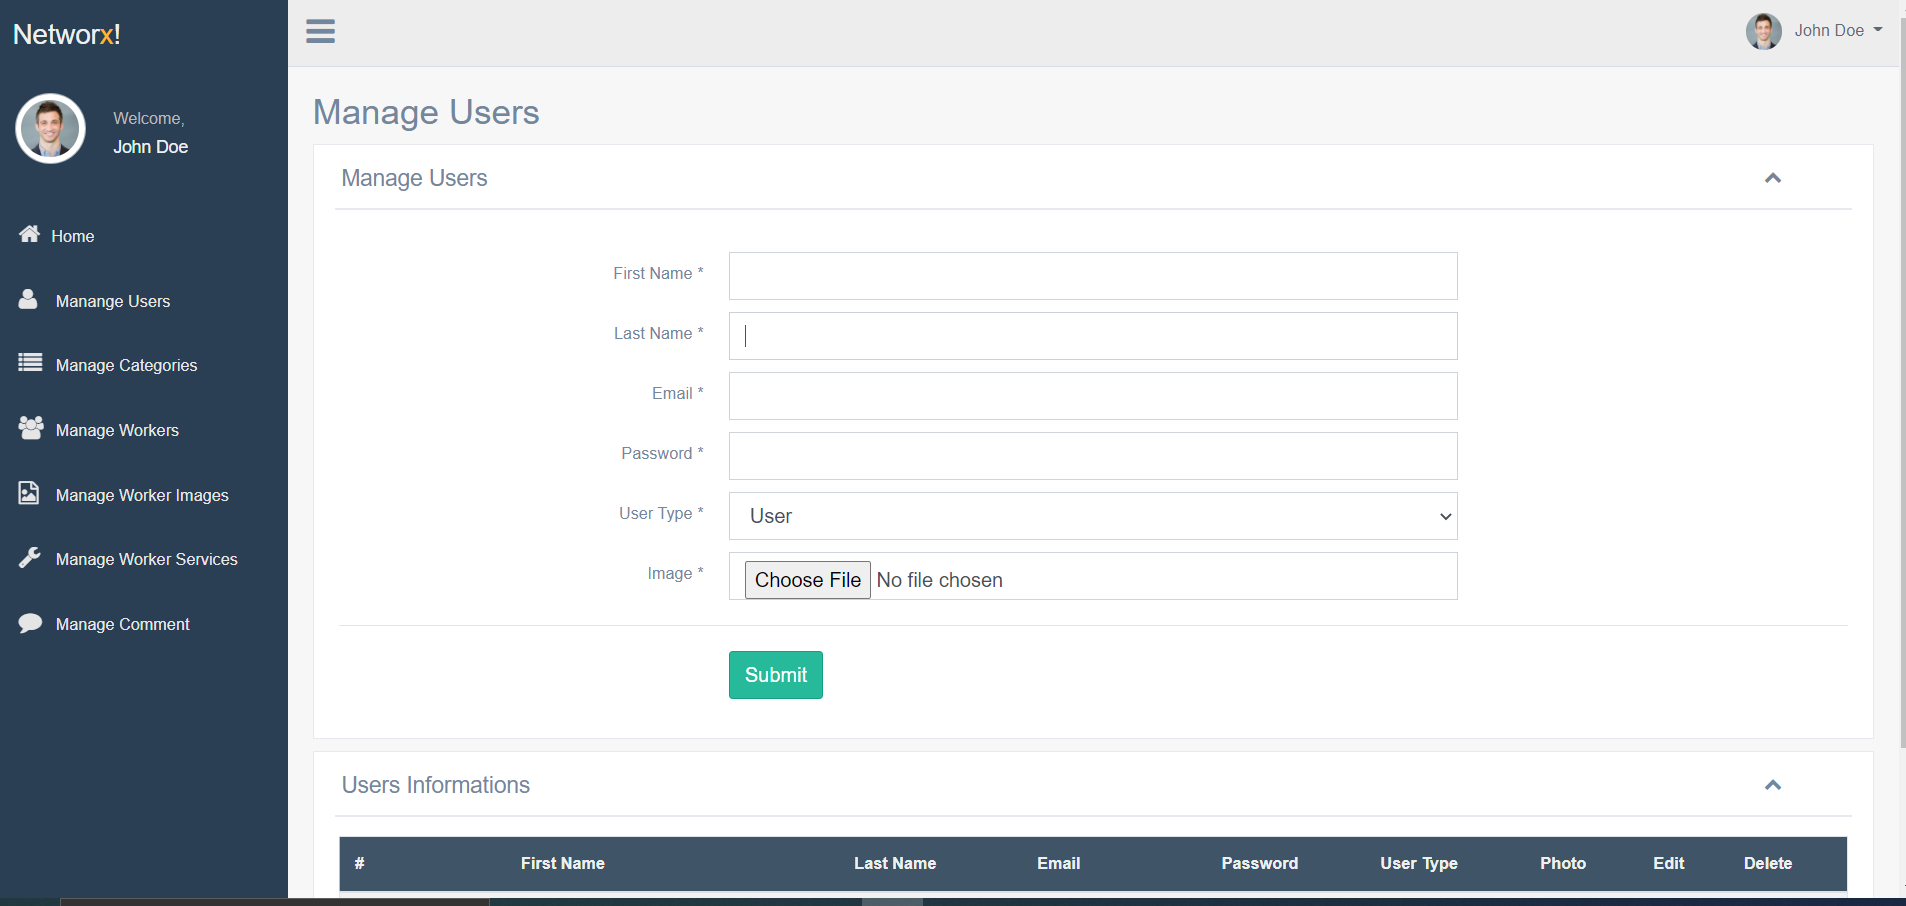 Networx!
John Doe
Welcome,
John Doe
Home
Manange Users
Manage Categories
Manage Workers
Manage Worker Images
Manage Worker Services
Manage Comment
Manage Users
Manage Users
First Name *
Last Name *
Email *
Password *
User Type *
User
Image *
Choose File No file chosen
Submit
Users Informations
# First Name Last Name Email Password User Type Photo Edit Delete